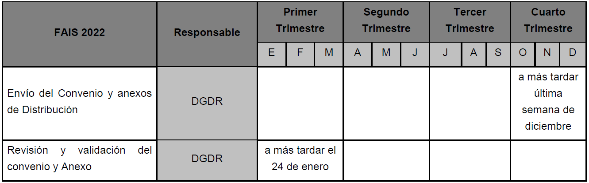 FAIS 2022
Responsable
Primer
Trimestre
Segundo
Trimestre
Tercer
Trimestre
Cuarto
Trimestre
E F M A M J J A S O N D
Envío del Convenio y anexos
de Distribución
DGDR
a más tardar
última
semana de
diciembre
Revisión y validación del
convenio y Anexo
DGDR
a más tardar el
24 de enero